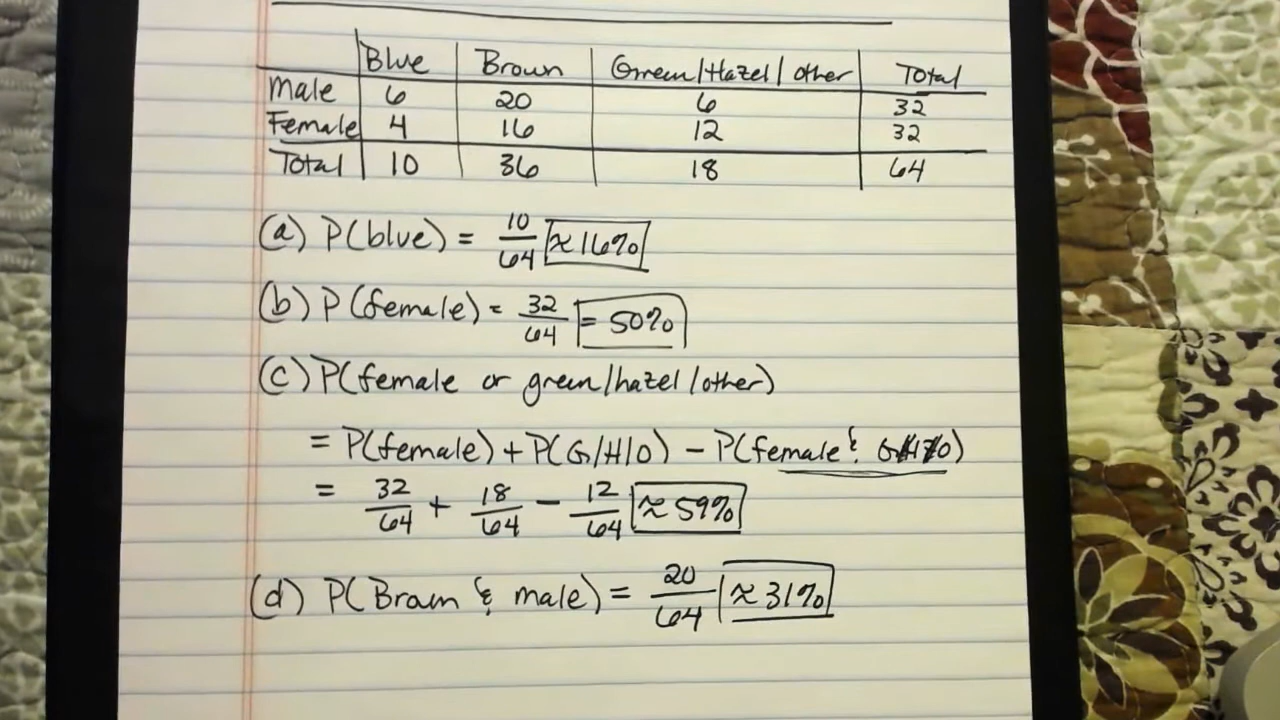 Blue Brown Green/Hazel/other Total
Male 6 20 6 32
Female 4 16 12 32
Total 10 36 18 64
(a) P(blue) = 10/64 ≈ 16%
(b) P(female) = 32/64 = 50%
(c) P(female or green/hazel/other)
= P(female) + P(G/H/O) - P(female & G/H/O)
= 32/64 + 18/64 - 12/64 ≈ 59%
(d) P(Brown & male) = 20/64 ≈ 31%